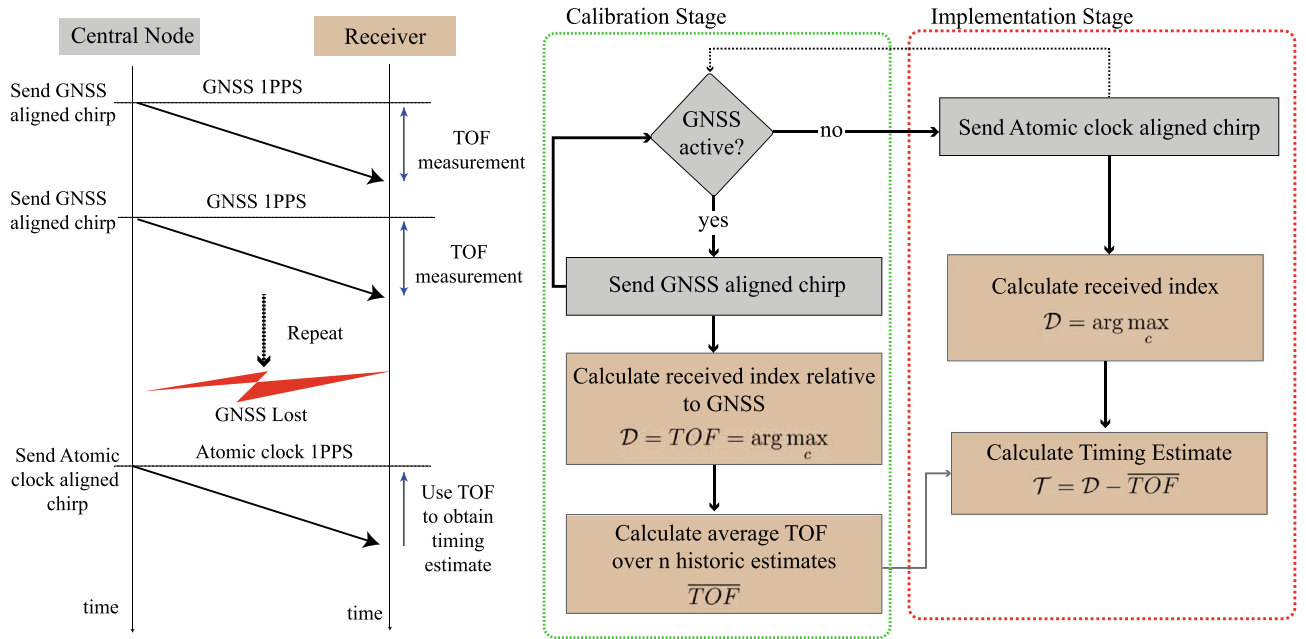 Central Node
Receiver
Send GNSS
aligned chirp
GNSS 1PPS
TOF
measurement
Send GNSS
aligned chirp
GNSS 1PPS
TOF
measurement
Repeat
GNSS Lost
Send Atomic
clock aligned
chirp
Atomic clock 1PPS
Use TOF
to obtain
timing
estimate
time
time
Calibration Stage
GNSS
active?
no
yes
Send GNSS aligned chirp
Calculate received index relative
to GNSS
𝒟 = TOF = arg max
c
Calculate average TOF
over n historic estimates
T̅O̅F̅
Implementation Stage
Send Atomic clock aligned chirp
Calculate received index
𝒟 = arg max
c
Calculate Timing Estimate
𝒯 = 𝒟 − T̅O̅F̅